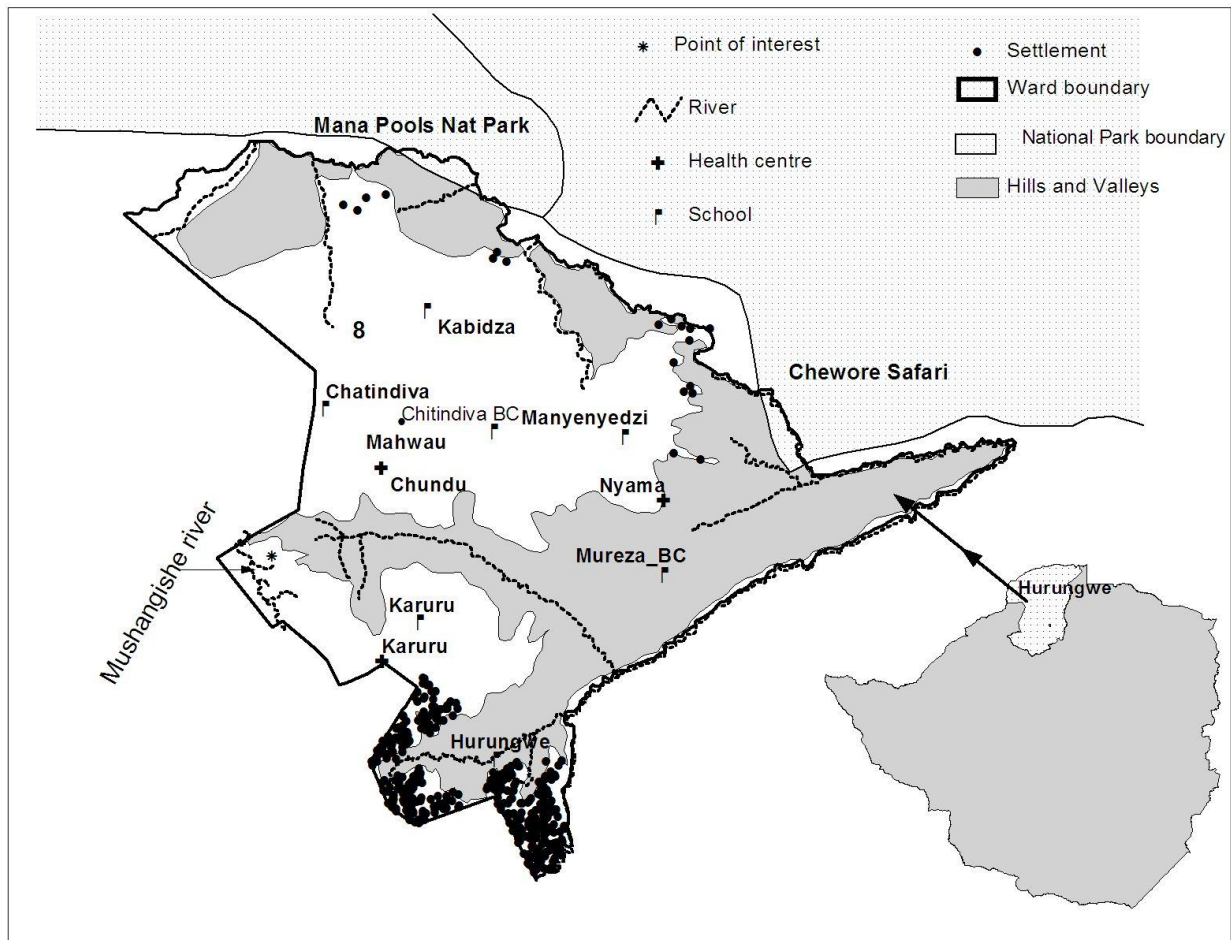 Point of interest
Settlement
Ward boundary
River
Mana Pools Nat Park
National Park boundary
Health centre
Hills and Valleys
School
Kabidza
8
Chewore Safari
Chatindiva
Chitindiva BC
Manyenyedzi
Mahwau
Chundu
Nyama
Mushangishe river
Mureza_BC
Hurungwe
Karuru
Karuru
Hurungwe